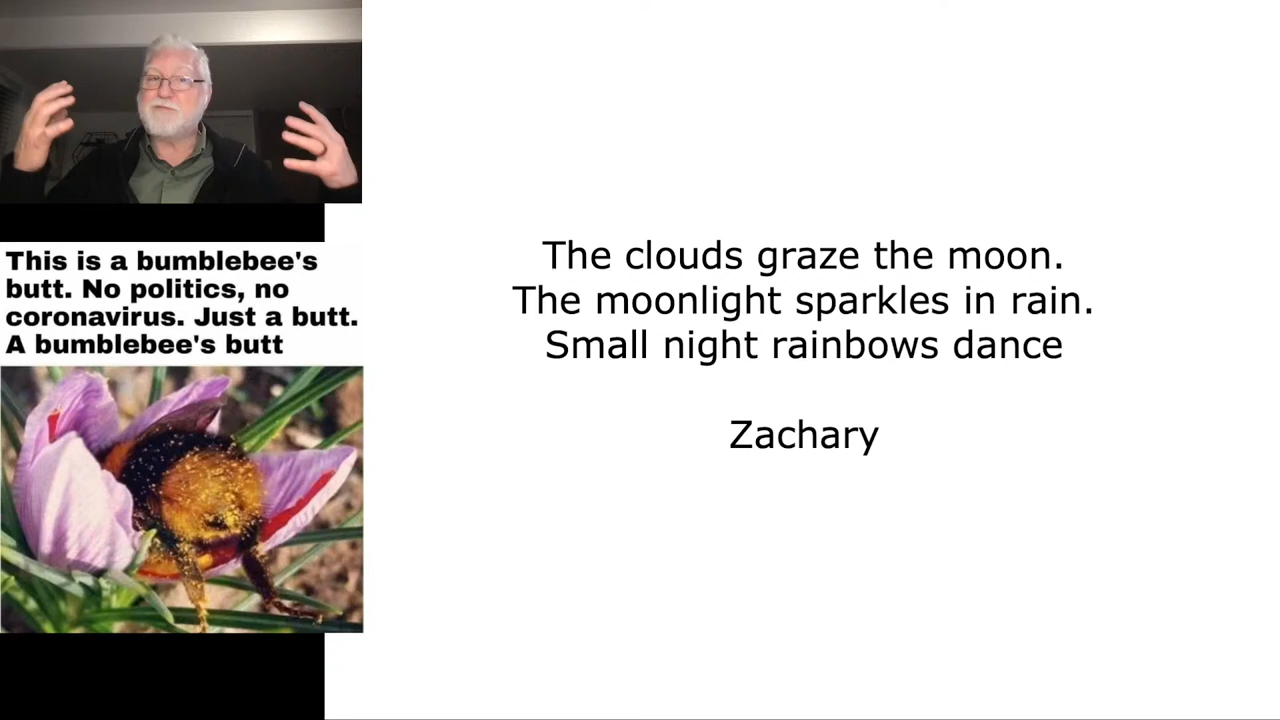 This is a bumblebee's
butt. No politics, no
coronavirus. Just a butt.
A bumblebee's butt
The clouds graze the moon.
The moonlight sparkles in rain.
Small night rainbows dance
Zachary